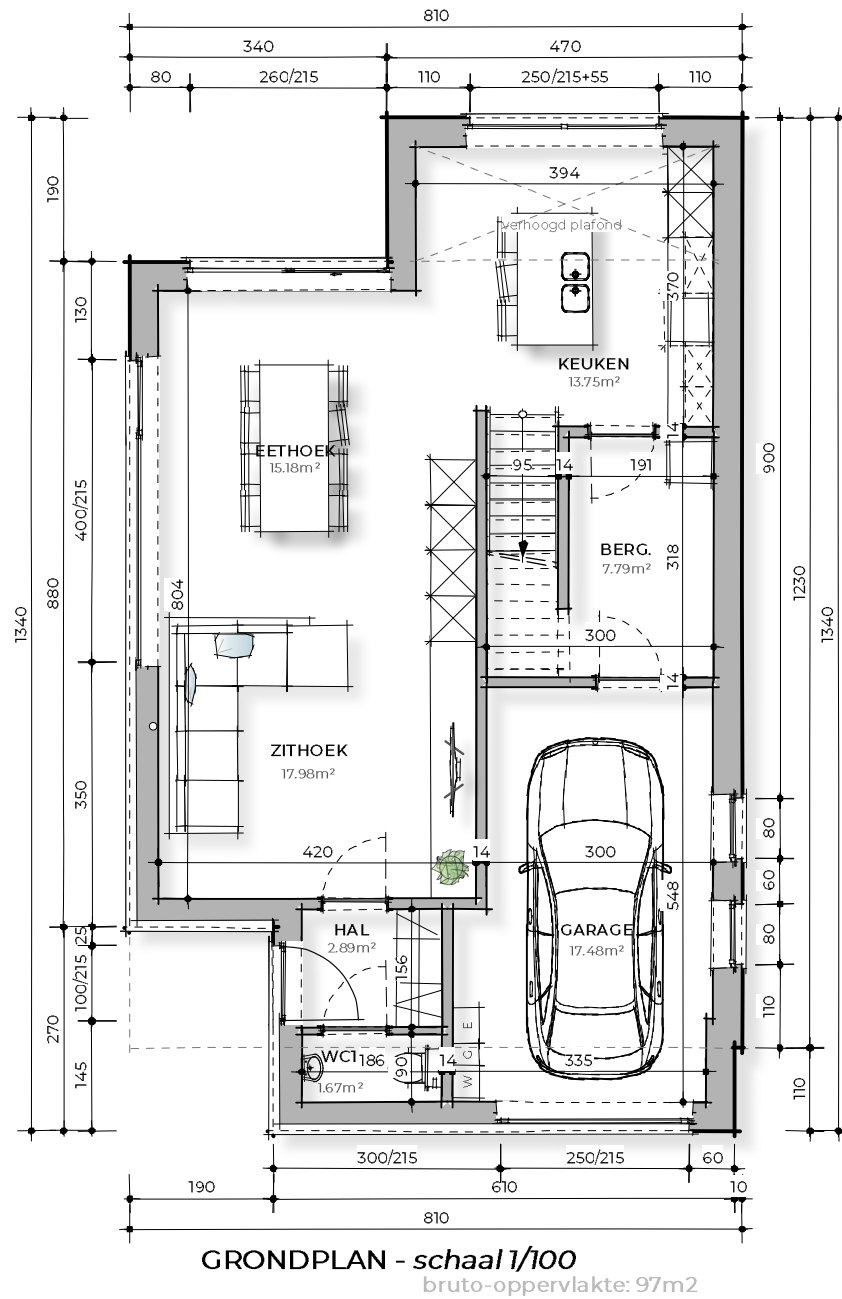 810
340
470
80
260/215
110
250/215+55
110
190
394
verhoogd plafond
370
130
KEUKEN
13.75m²
EETHOEK
15.18m²
14
95
14
191
900
400/215
BERG.
7.79m²
318
804
880
1230
1340
1340
300
14
ZITHOEK
17.98m²
350
80
420
14
300
60
548
HAL
2.89m²
GARAGE
17.48m²
80
25
156
100/215
110
270
W G E
WC1
186
90
14
335
1.67m²
145
110
300/215
250/215
60
190
610
10
810
GRONDPLAN - schaal 1/100
bruto-oppervlakte: 97m2